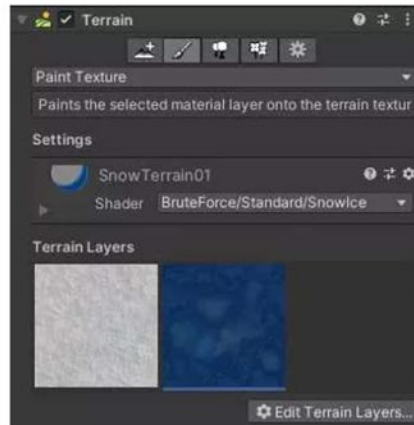 Terrain
Paint Texture
Paints the selected material layer onto the terrain textur
Settings
SnowTerrain01
Shader BruteForce/Standard/SnowIce
Terrain Layers
Edit Terrain Layers...